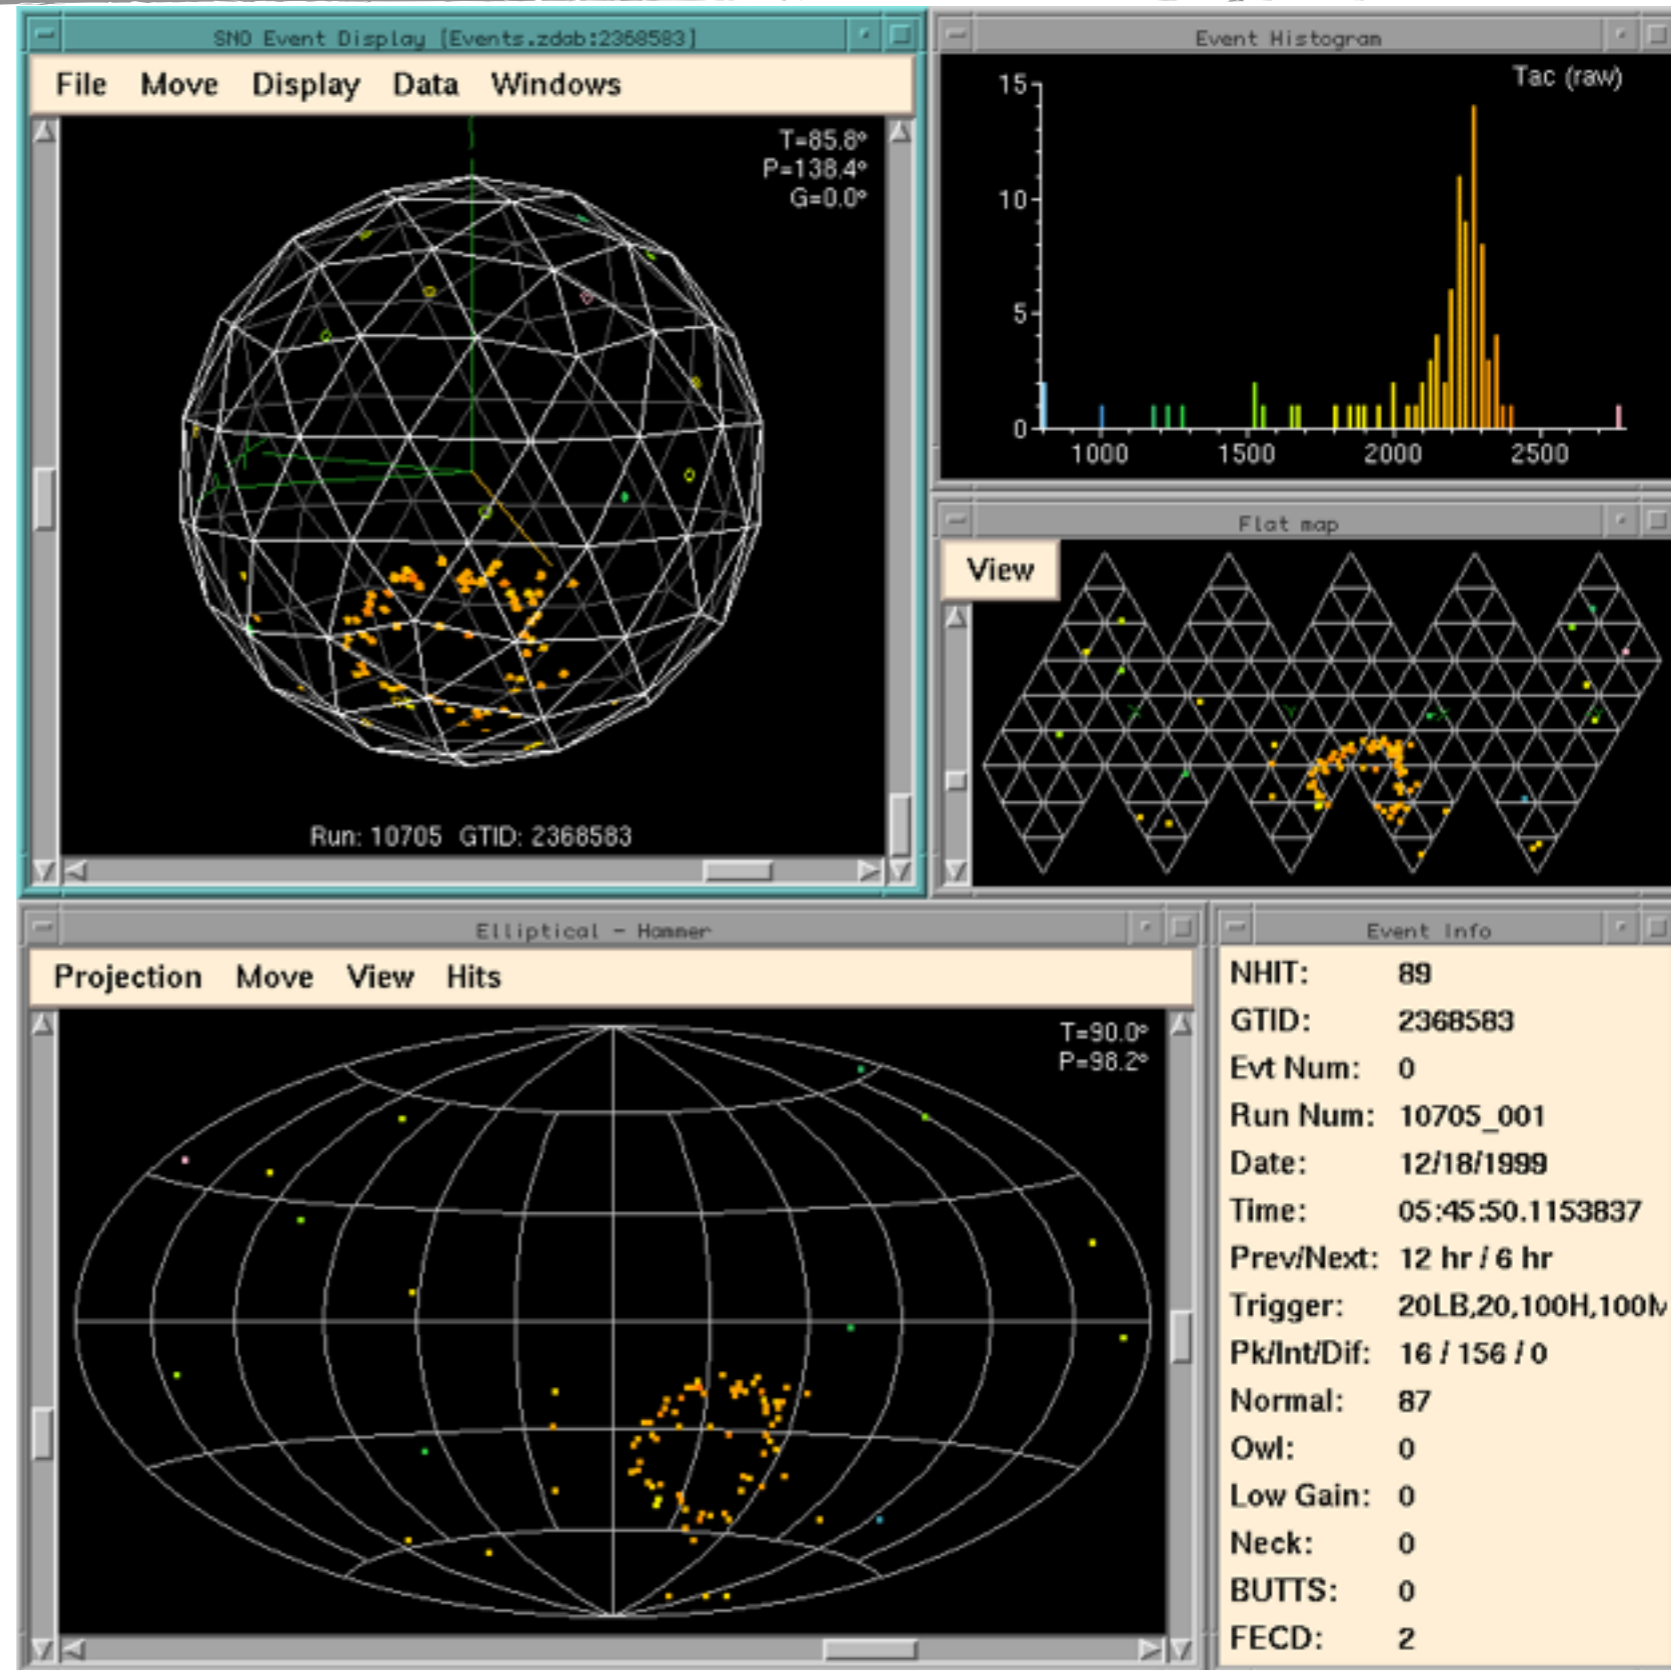 SNO Event Display [Events.zdab:2368583]
File Move Display Data Windows
T=85.8°
P=138.4°
G=0.0°
Run: 10705 GTID: 2368583
Event Histogram
Tac (raw)
15
10
5
0
1000 1500 2000 2500
Flat map
View
X Y X Y
Elliptical - Hammer
Projection Move View Hits
T=90.0°
P=98.2°
Event Info
NHIT: 89
GTID: 2368583
Evt Num: 0
Run Num: 10705_001
Date: 12/18/1999
Time: 05:45:50.1153837
Prev/Next: 12 hr / 6 hr
Trigger: 20LB,20,100H,100M
Pk/Int/Dif: 16 / 156 / 0
Normal: 87
Owl: 0
Low Gain: 0
Neck: 0
BUTTS: 0
FECD: 2